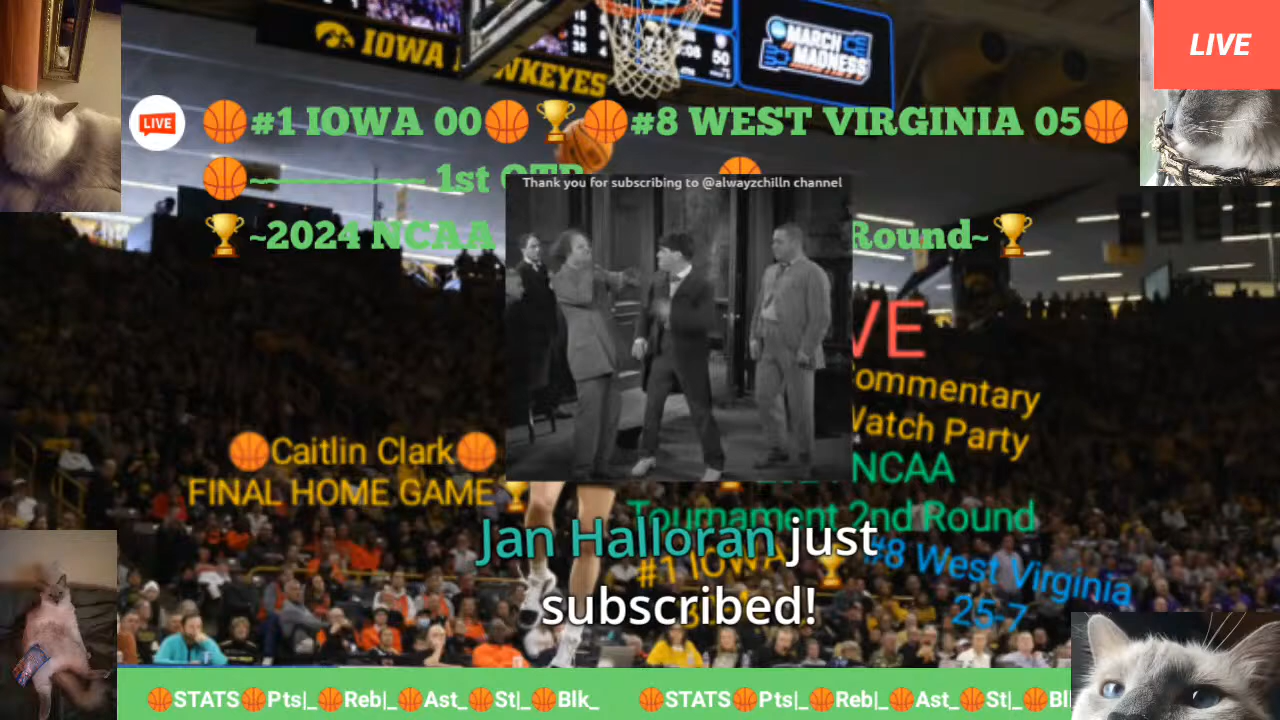 LIVE
IOWA HAWKEYES
MARCH
MADNESS
50
LIVE
🏀#1 IOWA 00🏀🏆🏀#8 WEST VIRGINIA 05🏀
🏀~~~~~~~~~~~~ 1st QTR 🏀
🏆~2024 NCAA Round~🏆
Thank you for subscribing to @alwayzchilln channel
VE
ommentary
Watch Party
🏀Caitlin Clark🏀
FINAL HOME GAME🏆
NCAA
Tournament 2nd Round
#1 IOWA 🏆 #8 West Virginia
25-7
Jan Halloran just
subscribed!
🏀STATS🏀Pts|_🏀Reb|_🏀Ast_🏀St|_🏀Blk_ 🏀STATS🏀Pts|_🏀Reb|_🏀Ast_🏀St|_🏀Bl